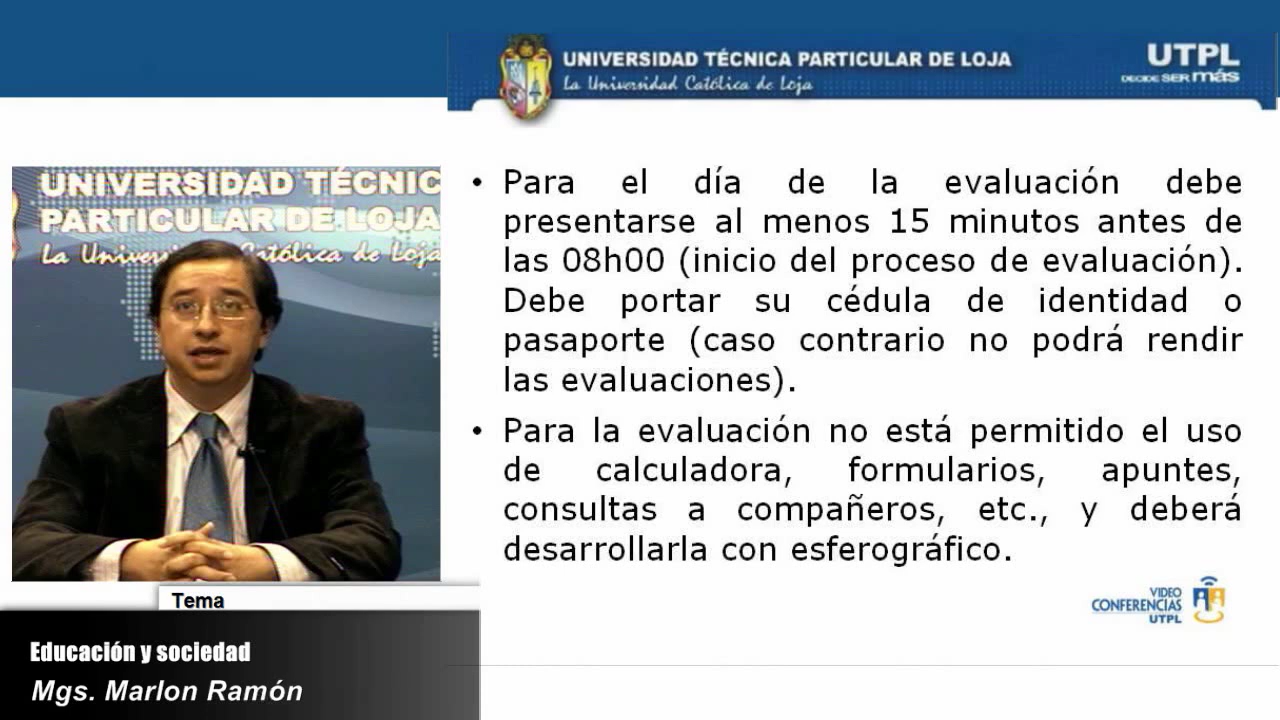 UNIVERSIDAD TÉCNICA PARTICULAR DE LOJA
La Universidad Católica de Loja
UTPL
DECIDE SER más
UNIVERSIDAD TÉCNIC
PARTICULAR DE LOJA
La Univers Católica de Loja
• Para el día de la evaluación debe
presentarse al menos 15 minutos antes de
las 08h00 (inicio del proceso de evaluación).
Debe portar su cédula de identidad o
pasaporte (caso contrario no podrá rendir
las evaluaciones).
• Para la evaluación no está permitido el uso
de calculadora, formularios, apuntes,
consultas a compañeros, etc., y deberá
desarrollarla con esferográfico.
VIDEO
CONFERENCIAS
UTPL
Tema
Educación y sociedad
Mgs. Marlon Ramón